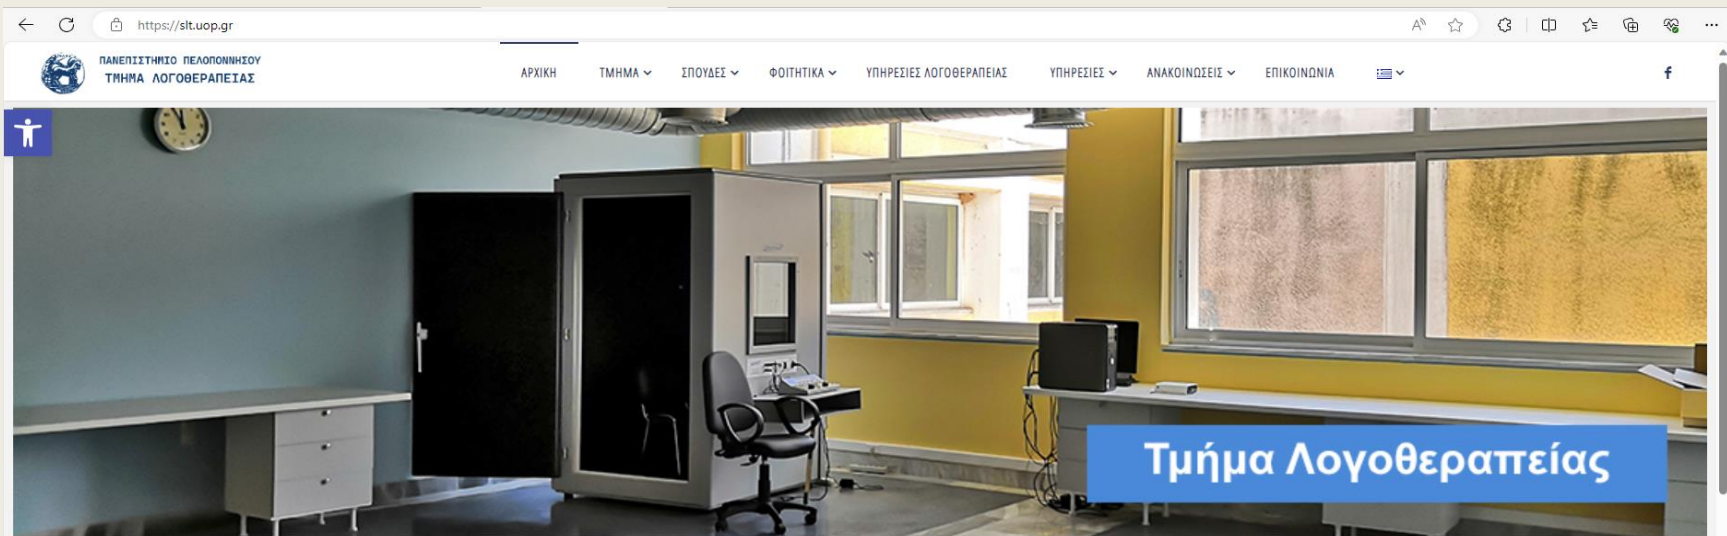 https://slt.uop.gr
ΠΑΝΕΠΙΣΤΗΜΙΟ ΠΕΛΟΠΟΝΝΗΣΟΥ
ΤΜΗΜΑ ΛΟΓΟΘΕΡΑΠΕΙΑΣ
ΑΡΧΙΚΗ ΤΜΗΜΑ ΣΠΟΥΔΕΣ ΦΟΙΤΗΤΙΚΑ ΥΠΗΡΕΣΙΕΣ ΛΟΓΟΘΕΡΑΠΕΙΑΣ ΥΠΗΡΕΣΙΕΣ ΑΝΑΚΟΙΝΩΣΕΙΣ ΕΠΙΚΟΙΝΩΝΙΑ
Τμήμα Λογοθεραπείας